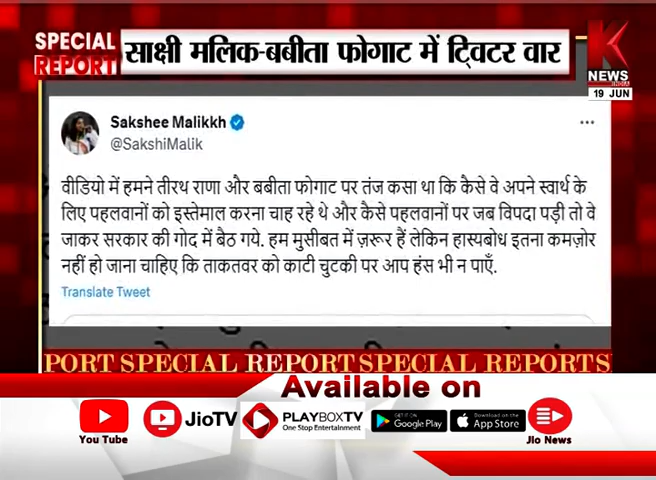 SPECIAL
REPORT
साक्षी मलिक-बबीता फोगाट में ट्विटर वार
K
NEWS
19 JUN
Sakshee Malikkh
@SakshiMalik
वीडियो में हमने तीरथ राणा और बबीता फोगाट पर तंज कसा था कि कैसे वे अपने स्वार्थ के
लिए पहलवानों को इस्तेमाल करना चाह रहे थे और कैसे पहलवानों पर जब विपदा पड़ी तो वे
जाकर सरकार की गोद में बैठ गये. हम मुसीबत में ज़रूर हैं लेकिन हास्यबोध इतना कमज़ोर
नहीं हो जाना चाहिए कि ताकतवर को काटी चुटकी पर आप हंस भी न पाएँ.
Translate Tweet
PORT SPECIAL REPORT SPECIAL REPORTS
Available on
You Tube
JioTV
PLAYBOXTV
One Stop Entertainment
GET IT ON
Google Play
Download on the
App Store
Jio News